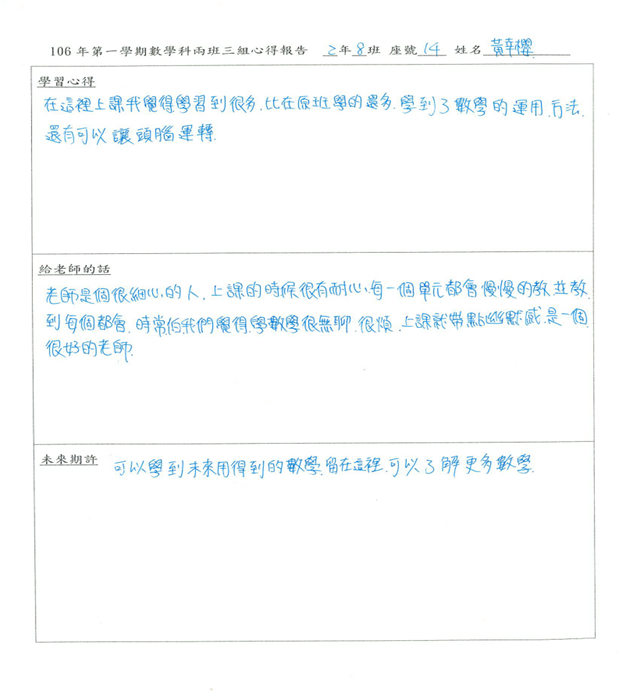 106 年第一學期數學科兩班三組心得報告 2年8班 座號14 姓名黃幸櫻
學習心得
在這裡上課我覺得學習到很多.比在原班學的還多.學到了數學的運用.方法.
還有可以讓頭腦運轉.
給老師的話
老師是個很細心的人.上課的時候很有耐心,每一個單元都會慢慢的教.並教
到每個都會.時常怕我們覺得學數學很無聊.很煩.上課就帶點幽默感.是一個
很好的老師.
未來期許 可以學到未來用得到的數學.留在這裡.可以了解更多數學.